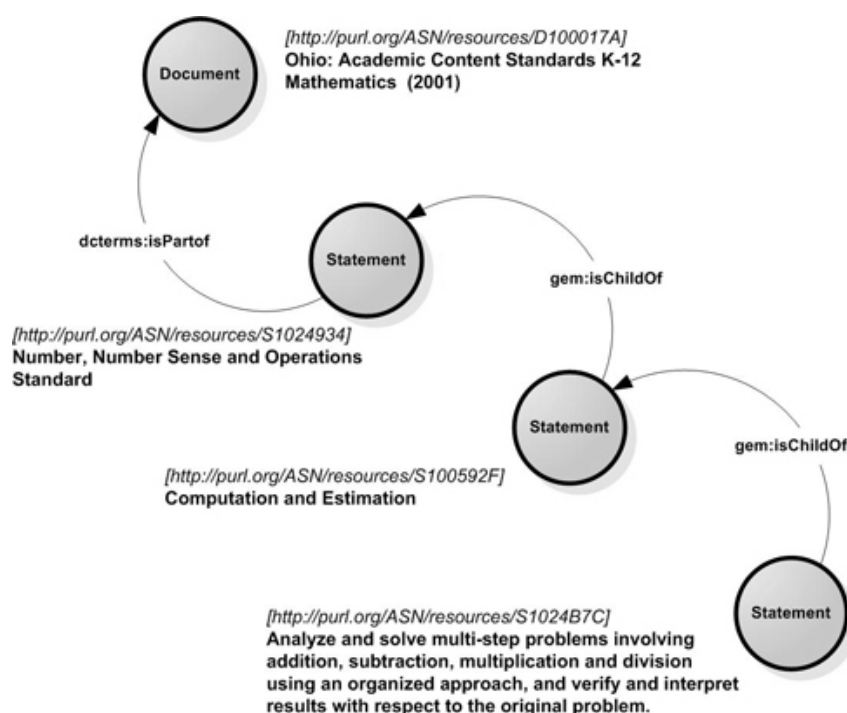 [http://purl.org/ASN/resources/D100017A]
Ohio: Academic Content Standards K-12
Mathematics (2001)
Document
dcterms:isPartof
Statement
gem:isChildOf
[http://purl.org/ASN/resources/S1024934]
Number, Number Sense and Operations
Standard
Statement
gem:isChildOf
[http://purl.org/ASN/resources/S100592F]
Computation and Estimation
Statement
[http://purl.org/ASN/resources/S1024B7C]
Analyze and solve multi-step problems involving
addition, subtraction, multiplication and division
using an organized approach, and verify and interpret
results with respect to the original problem.